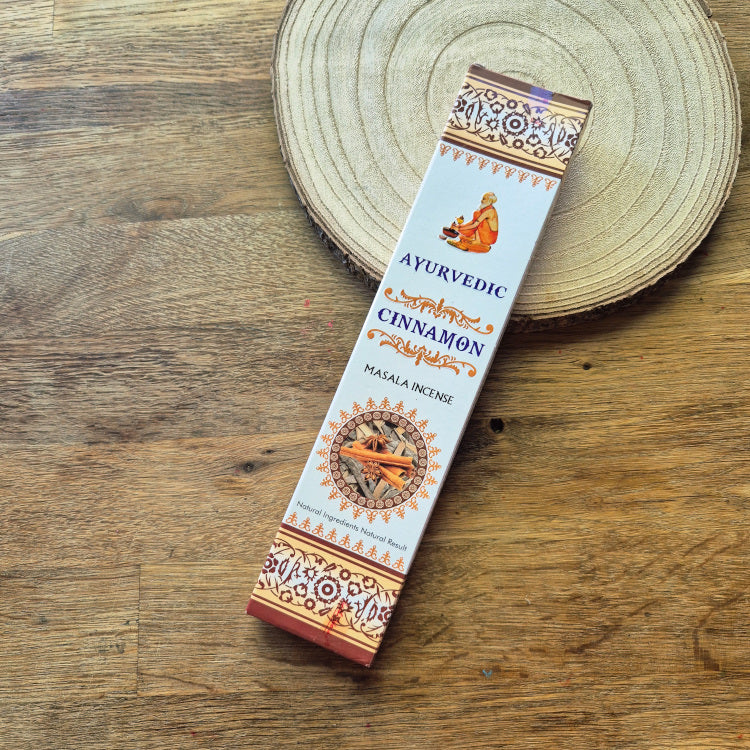 AYURVEDIC
CINNAMON
MASALA INCENSE
Natural Ingredients Natural Result